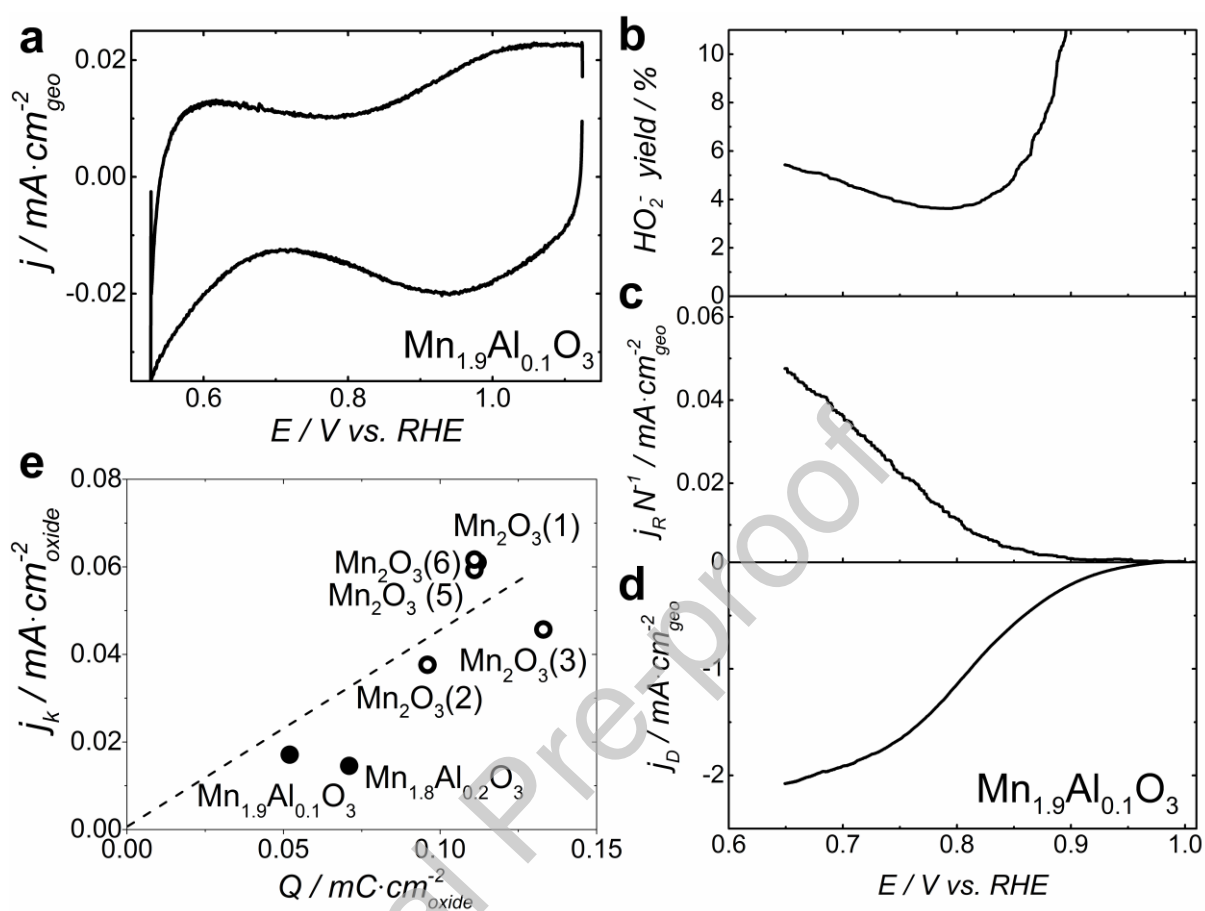 a
0.02
0.00
-0.02
j / mA·cm⁻²geo
Mn₁.₉Al₀.₁O₃
0.6 0.8 1.0
E / V vs. RHE
b
10
8
6
4
2
0
HO₂⁻ yield / %
c
0.06
0.04
0.02
0
j_R N⁻¹ / mA·cm⁻²geo
d
-1
-2
j_D / mA·cm⁻²geo
Mn₁.₉Al₀.₁O₃
0.6 0.7 0.8 0.9 1.0
E / V vs. RHE
e
0.08
0.06
0.04
0.02
0.00
j_k / mA·cm⁻²oxide
Mn₂O₃(1)
Mn₂O₃(6)
Mn₂O₃ (5)
Mn₂O₃(3)
Mn₂O₃(2)
Mn₁.₉Al₀.₁O₃
Mn₁.₈Al₀.₂O₃
0.00 0.05 0.10 0.15
Q / mC·cm⁻²oxide
al Pre-proof